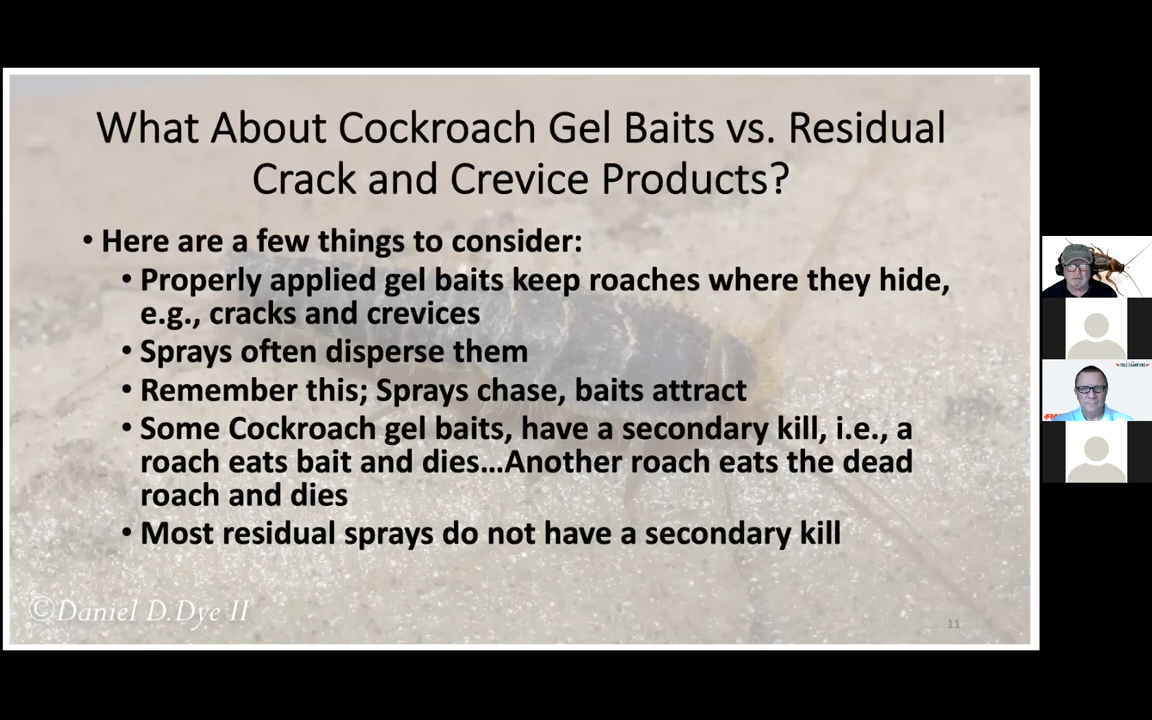 What About Cockroach Gel Baits vs. Residual
Crack and Crevice Products?
• Here are a few things to consider:
• Properly applied gel baits keep roaches where they hide,
e.g., cracks and crevices
• Sprays often disperse them
• Remember this; Sprays chase, baits attract
• Some Cockroach gel baits, have a secondary kill, i.e., a
roach eats bait and dies...Another roach eats the dead
roach and dies
• Most residual sprays do not have a secondary kill
©Daniel D.Dye II
11